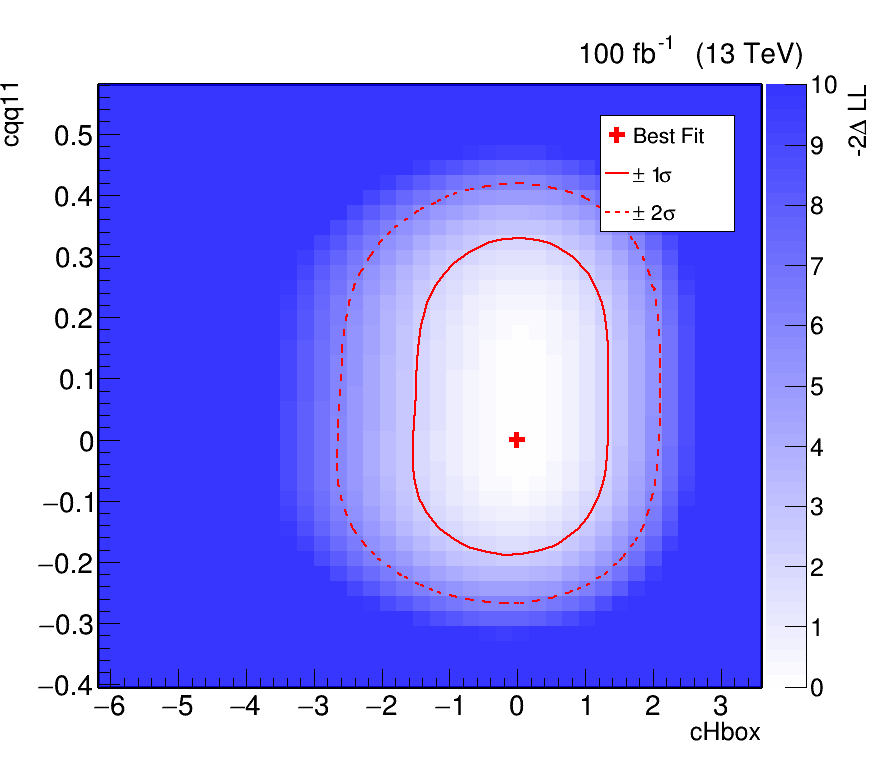 100 fb⁻¹ (13 TeV)
cqq11
-2Δ LL
Best Fit
± 1σ
± 2σ
0.5
0.4
0.3
0.2
0.1
0
−0.1
−0.2
−0.3
−0.4
10
9
8
7
6
5
4
3
2
1
0
−6 −5 −4 −3 −2 −1 0 1 2 3
cHbox